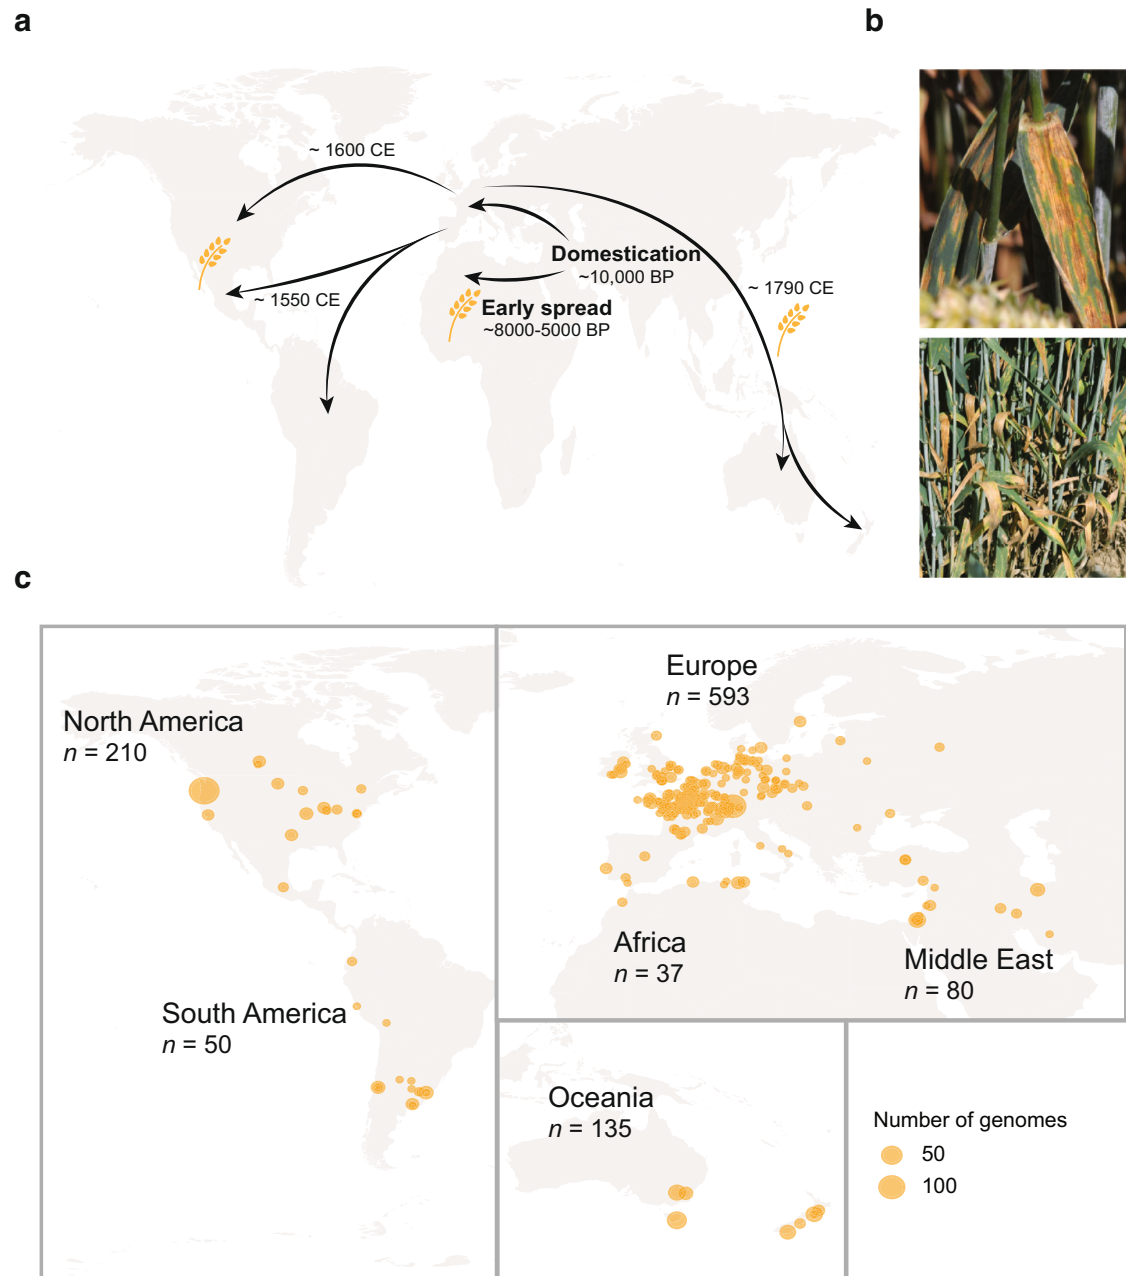 a
b
~ 1600 CE
Domestication
~10,000 BP
~ 1790 CE
~ 1550 CE
Early spread
~8000-5000 BP
c
North America
n = 210
South America
n = 50
Europe
n = 593
Africa
n = 37
Middle East
n = 80
Oceania
n = 135
Number of genomes
50
100